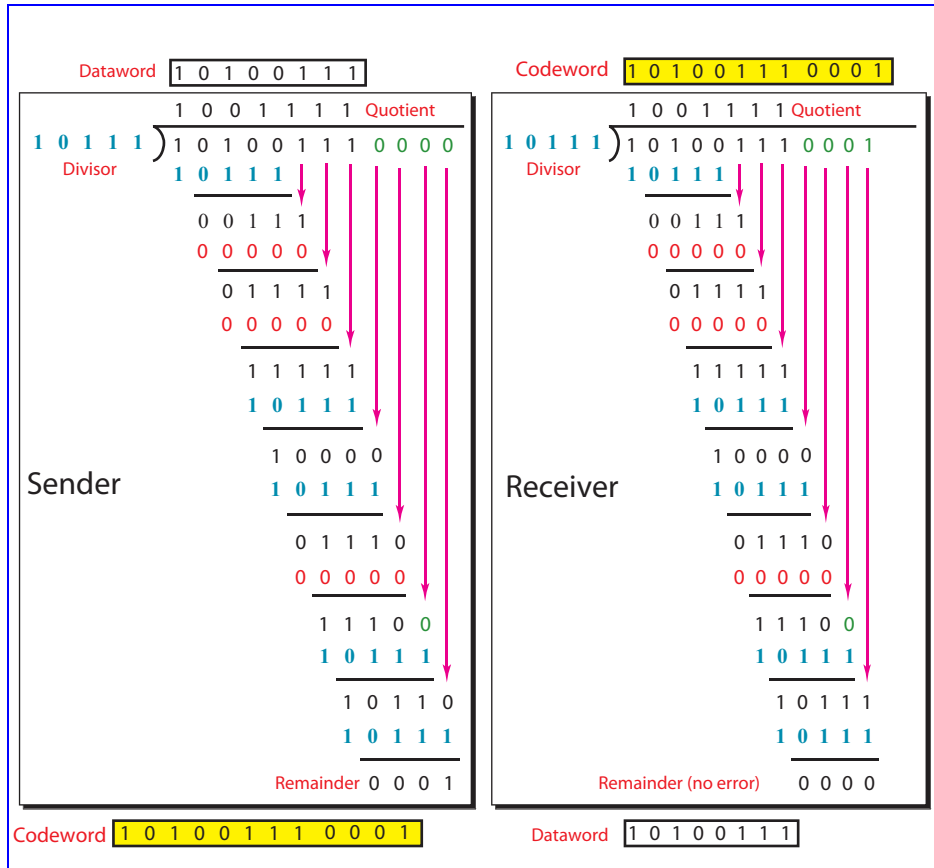 Dataword 1 0 1 0 0 1 1 1
1 0 0 1 1 1 1 Quotient
1 0 1 1 1 1 0 1 0 0 1 1 1 0 0 0 0
Divisor 1 0 1 1 1
0 0 1 1 1
0 0 0 0 0
0 1 1 1 1
0 0 0 0 0
1 1 1 1 1
1 0 1 1 1
1 0 0 0 0
Sender 1 0 1 1 1
0 1 1 1 0
0 0 0 0 0
1 1 1 0 0
1 0 1 1 1
1 0 1 1 0
1 0 1 1 1
Remainder 0 0 0 1
Codeword 1 0 1 0 0 1 1 1 0 0 0 1
Codeword 1 0 1 0 0 1 1 1 0 0 0 1
1 0 0 1 1 1 1 Quotient
1 0 1 1 1 1 0 1 0 0 1 1 1 0 0 0 1
Divisor 1 0 1 1 1
0 0 1 1 1
0 0 0 0 0
0 1 1 1 1
0 0 0 0 0
1 1 1 1 1
1 0 1 1 1
1 0 0 0 0
Receiver 1 0 1 1 1
0 1 1 1 0
0 0 0 0 0
1 1 1 0 0
1 0 1 1 1
1 0 1 1 1
1 0 1 1 1
Remainder (no error) 0 0 0 0
Dataword 1 0 1 0 0 1 1 1